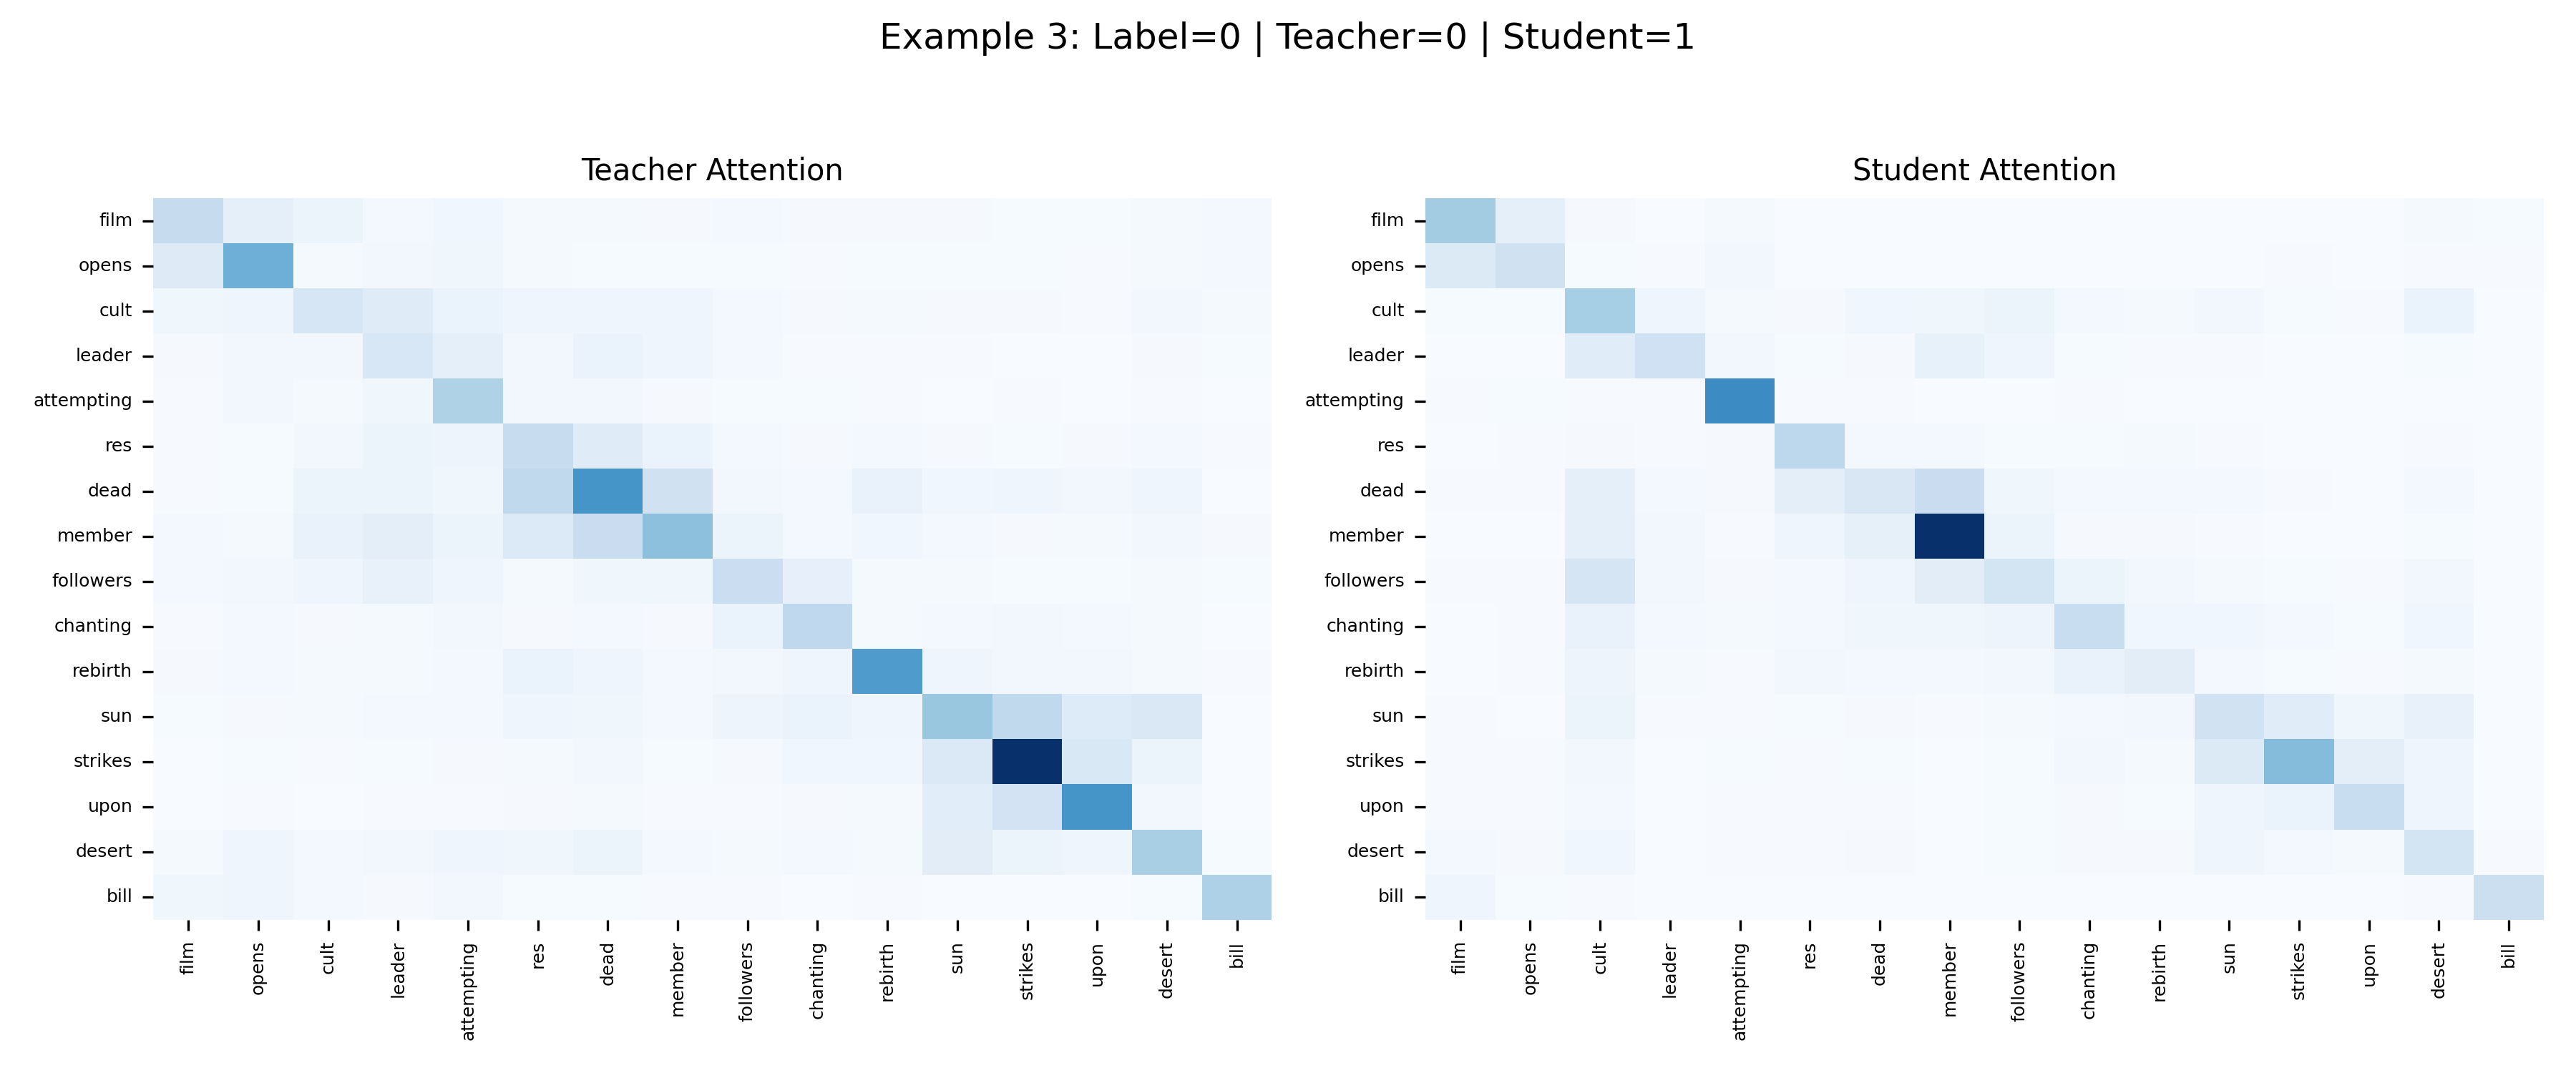 Example 3: Label=0 | Teacher=0 | Student=1
Teacher Attention
film
opens
cult
leader
attempting
res
dead
member
followers
chanting
rebirth
sun
strikes
upon
desert
bill
film opens cult leader attempting res dead member followers chanting rebirth sun strikes upon desert bill
Student Attention
film
opens
cult
leader
attempting
res
dead
member
followers
chanting
rebirth
sun
strikes
upon
desert
bill
film opens cult leader attempting res dead member followers chanting rebirth sun strikes upon desert bill